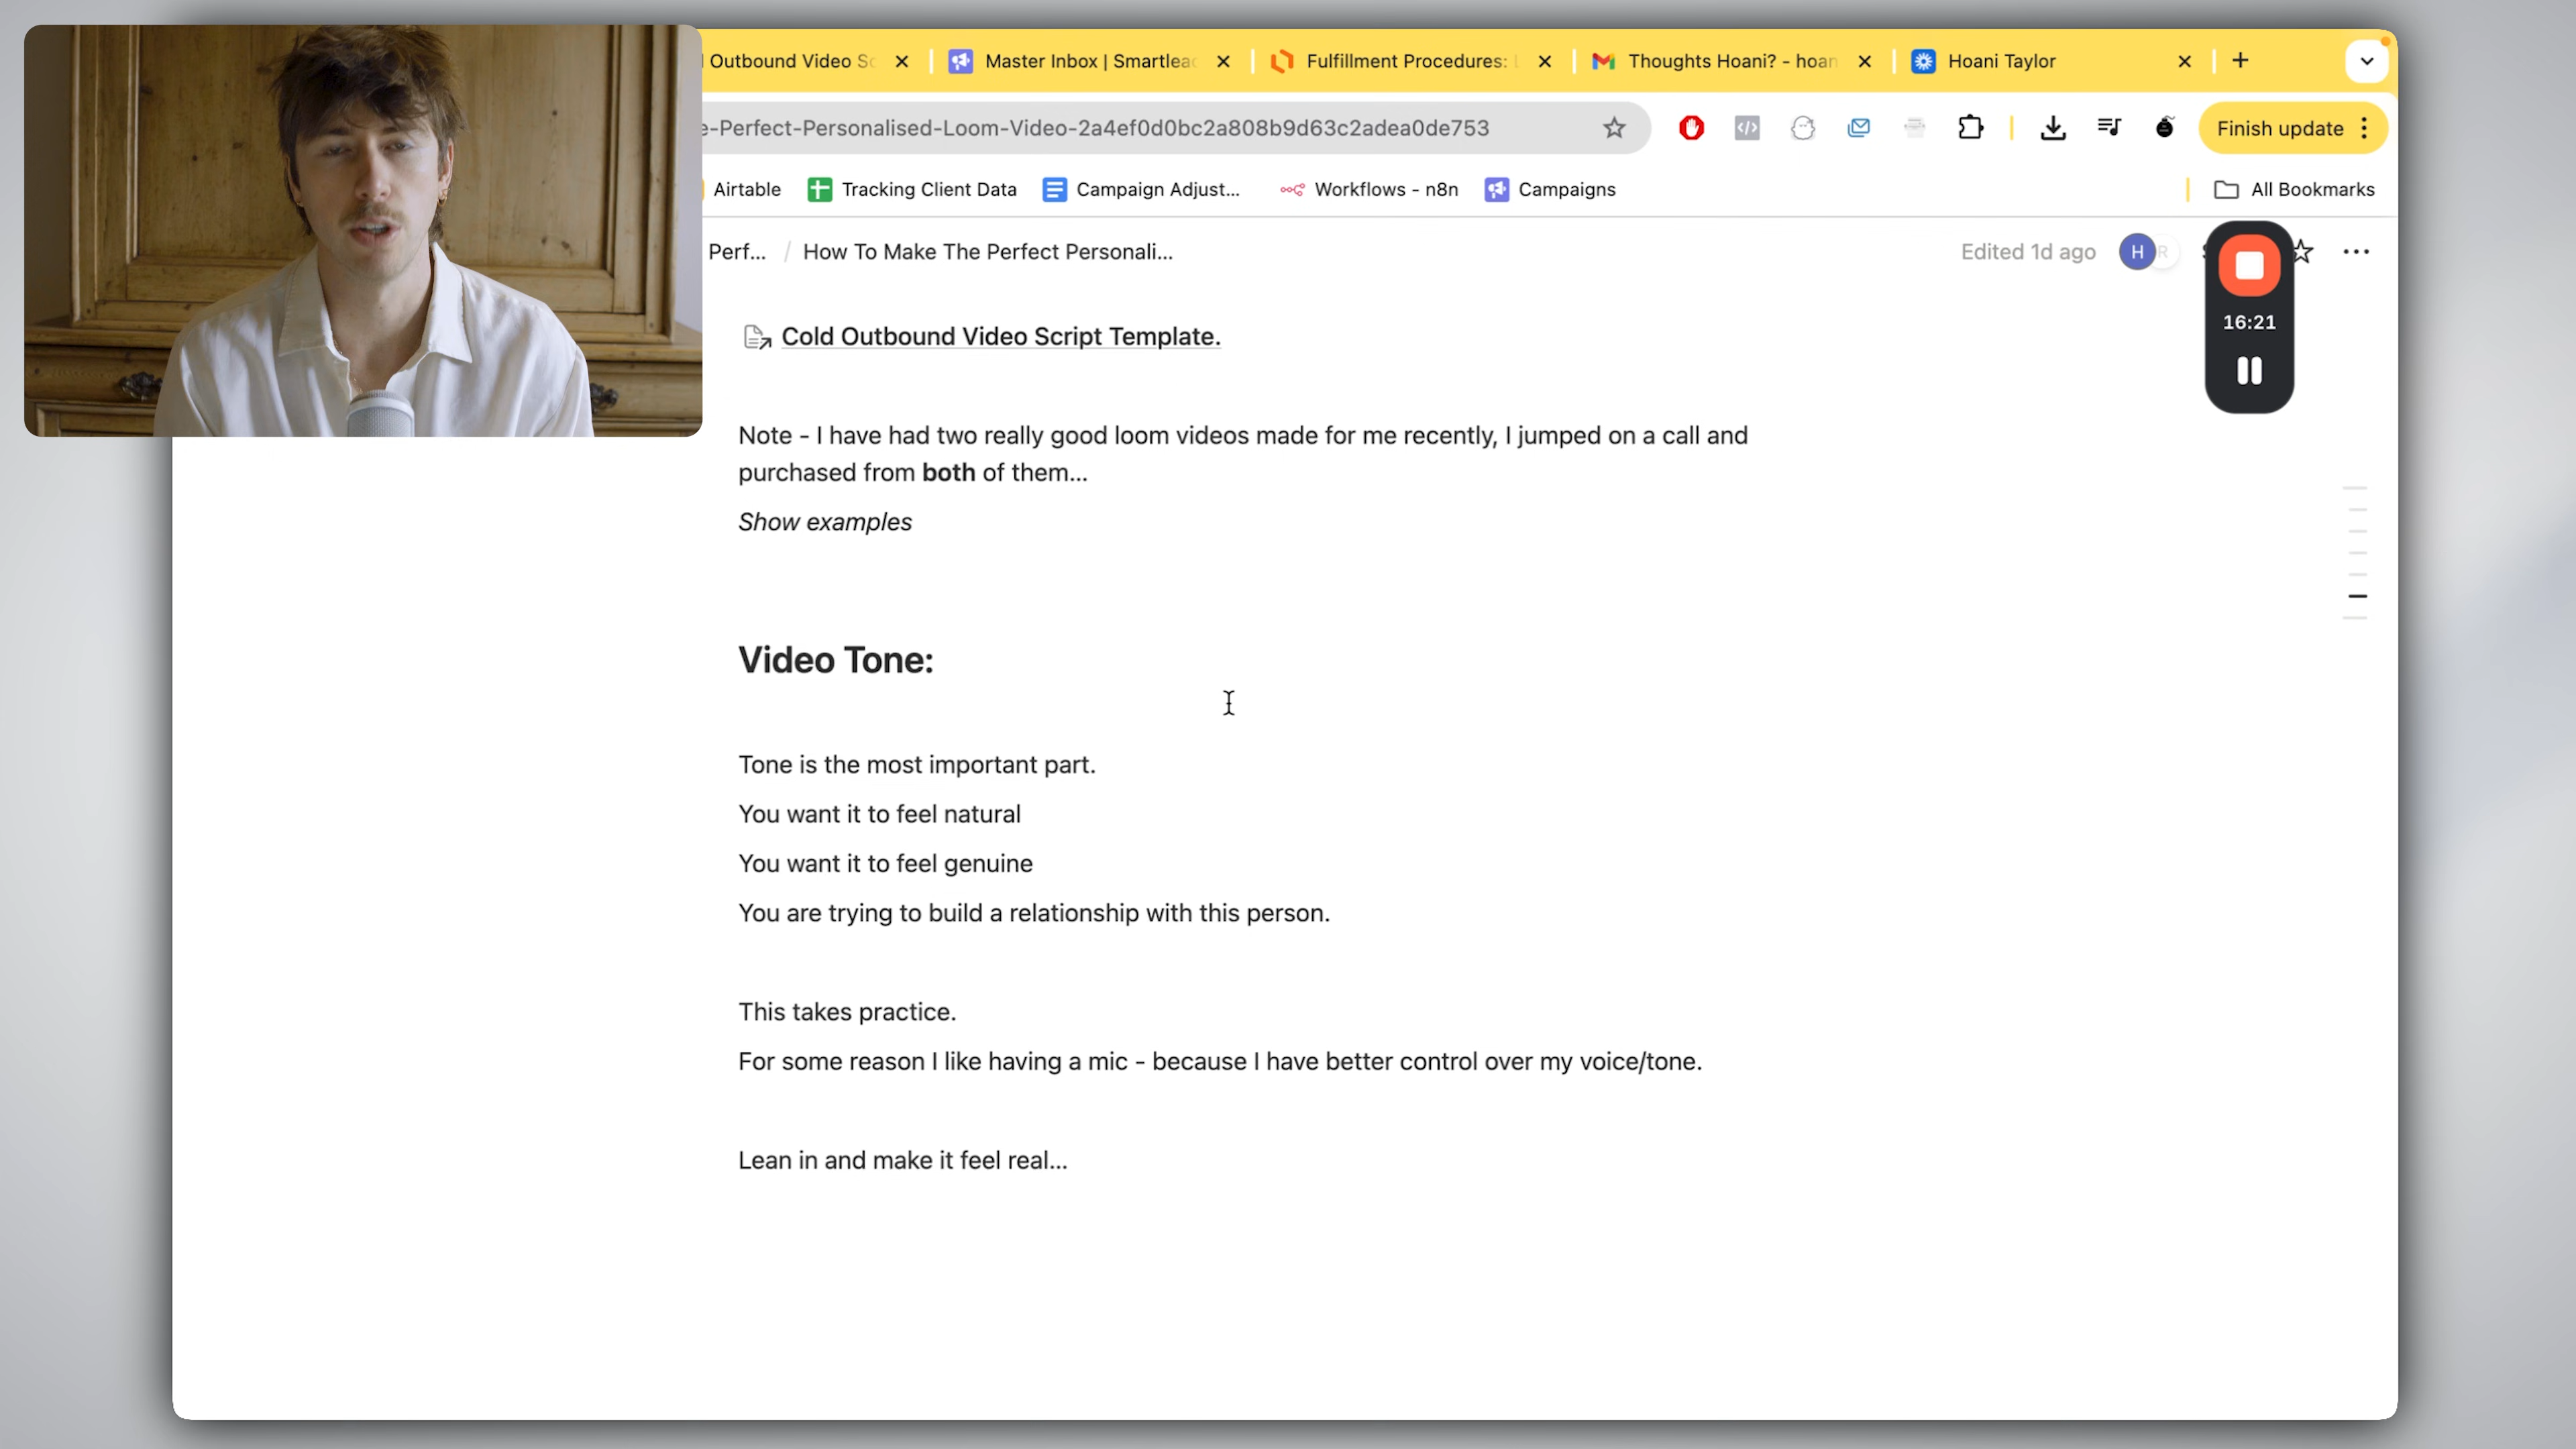 Outbound Video Sc
Master Inbox | Smartlea
Fulfillment Procedures:
Thoughts Hoani? - hoan
Hoani Taylor
e-Perfect-Personalised-Loom-Video-2a4ef0d0bc2a808b9d63c2adea0de753
Finish update
Airtable
Tracking Client Data
Campaign Adjust...
Workflows - n8n
Campaigns
All Bookmarks
Perf... / How To Make The Perfect Personali...
Edited 1d ago
H
R
16:21
Cold Outbound Video Script Template.
Note - I have had two really good loom videos made for me recently, I jumped on a call and
purchased from both of them...
Show examples
Video Tone:
Tone is the most important part.
You want it to feel natural
You want it to feel genuine
You are trying to build a relationship with this person.
This takes practice.
For some reason I like having a mic - because I have better control over my voice/tone.
Lean in and make it feel real...